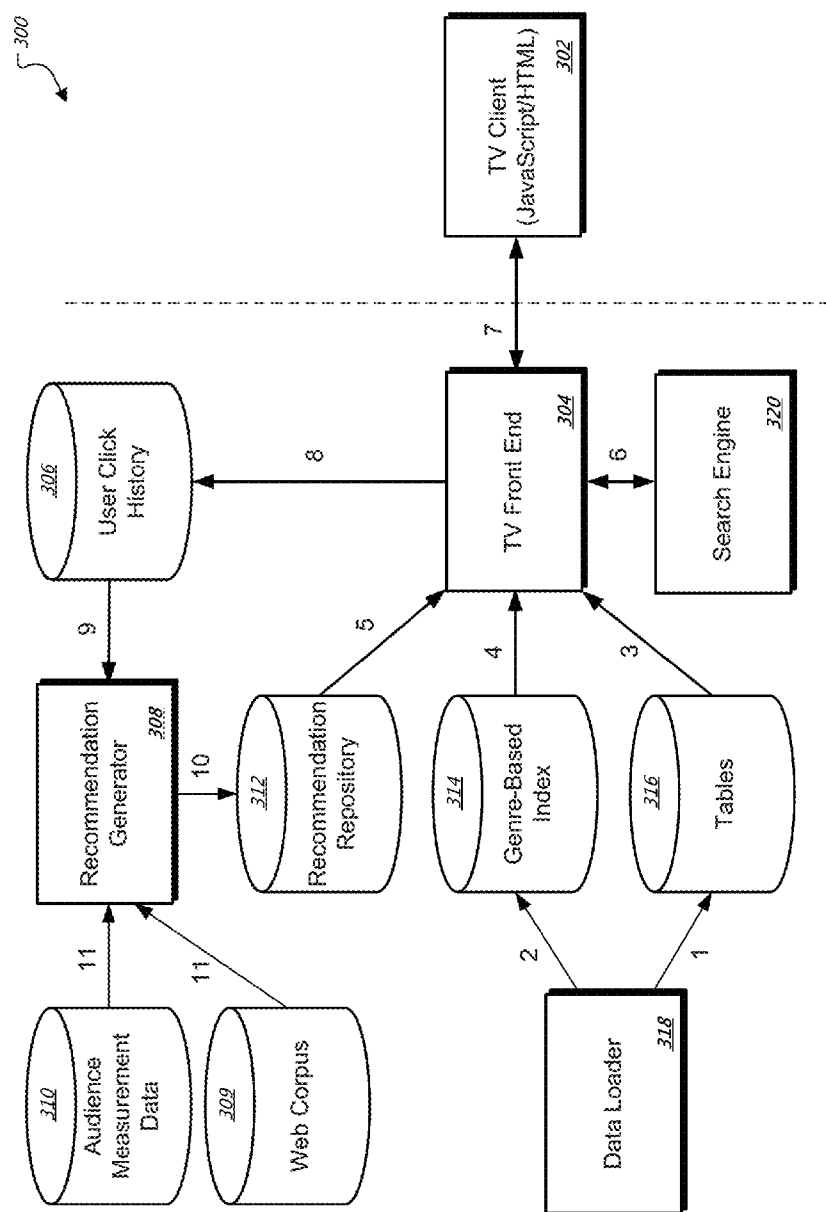 300
310
Audience
Measurement
Data
309
Web Corpus
11
11
Recommendation
Generator
308
9
306
User Click
History
10
312
Recommendation
Repository
5
8
314
Genre-Based
Index
4
316
Tables
3
2
1
Data Loader
318
TV Front End
304
7
TV Client
(JavaScript/HTML)
302
6
Search Engine
320